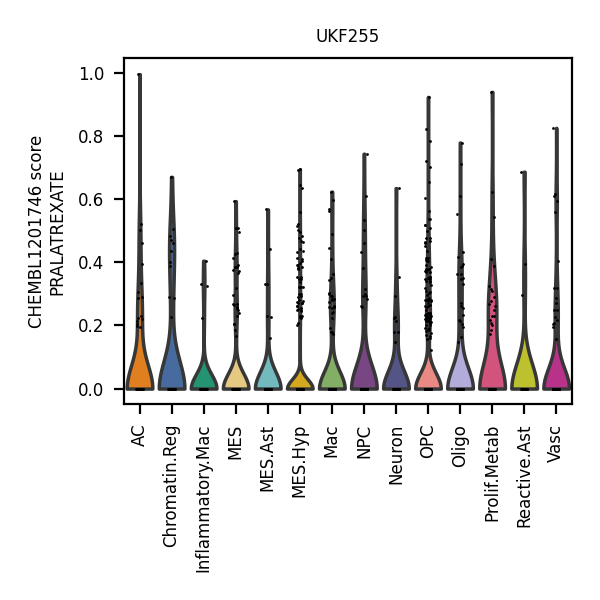 UKF255
CHEMBL1201746 score
PRALATREXATE
1.0
0.8
0.6
0.4
0.2
0.0
AC
Chromatin.Reg
Inflammatory.Mac
MES
MES.Ast
MES.Hyp
Mac
NPC
Neuron
OPC
Oligo
Prolif.Metab
Reactive.Ast
Vasc